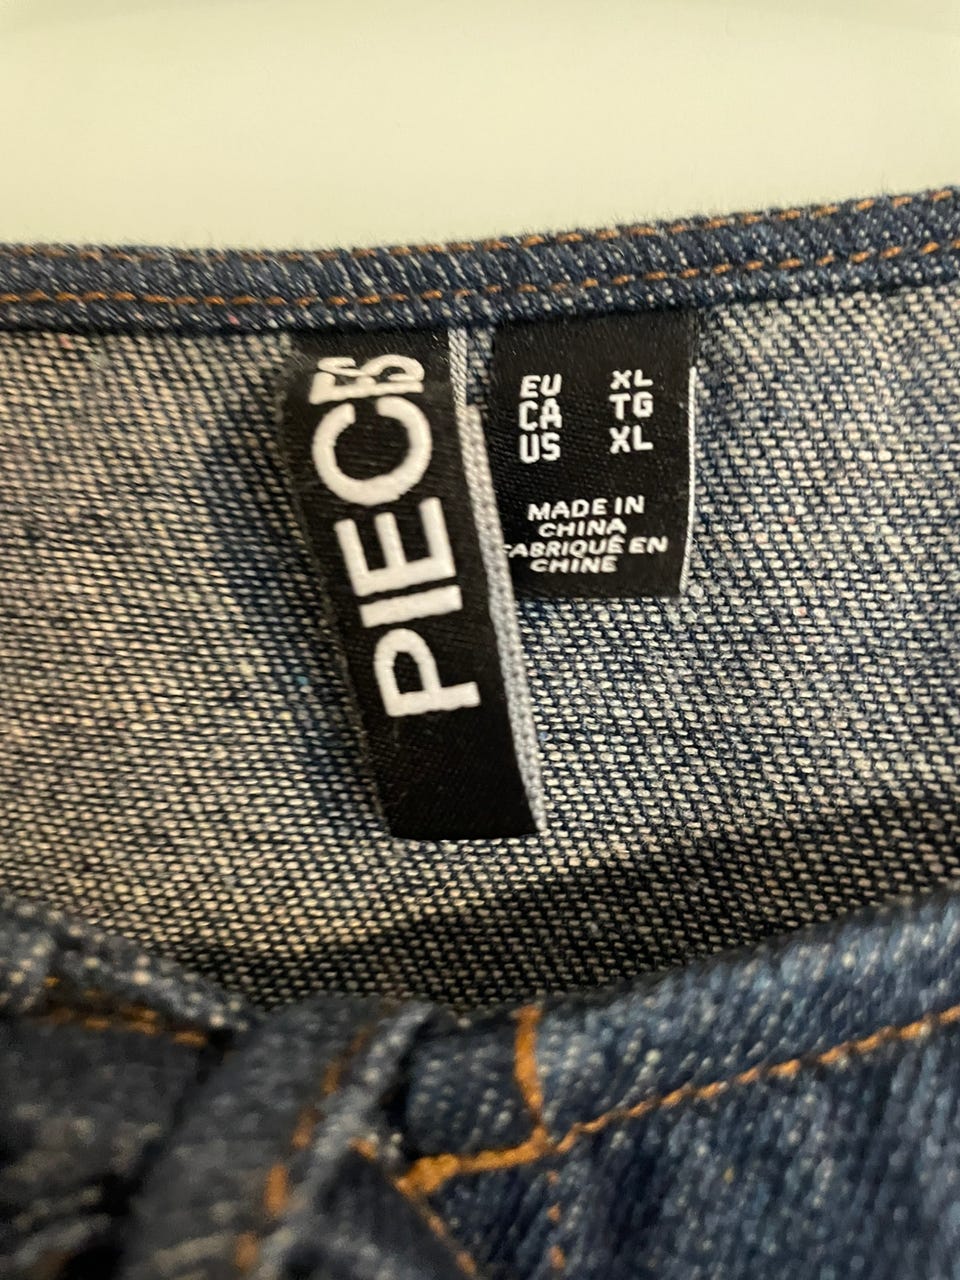 PIECES
EU XL
CA TG
US XL
MADE IN
CHINA
FABRIQUÉ EN
CHINE